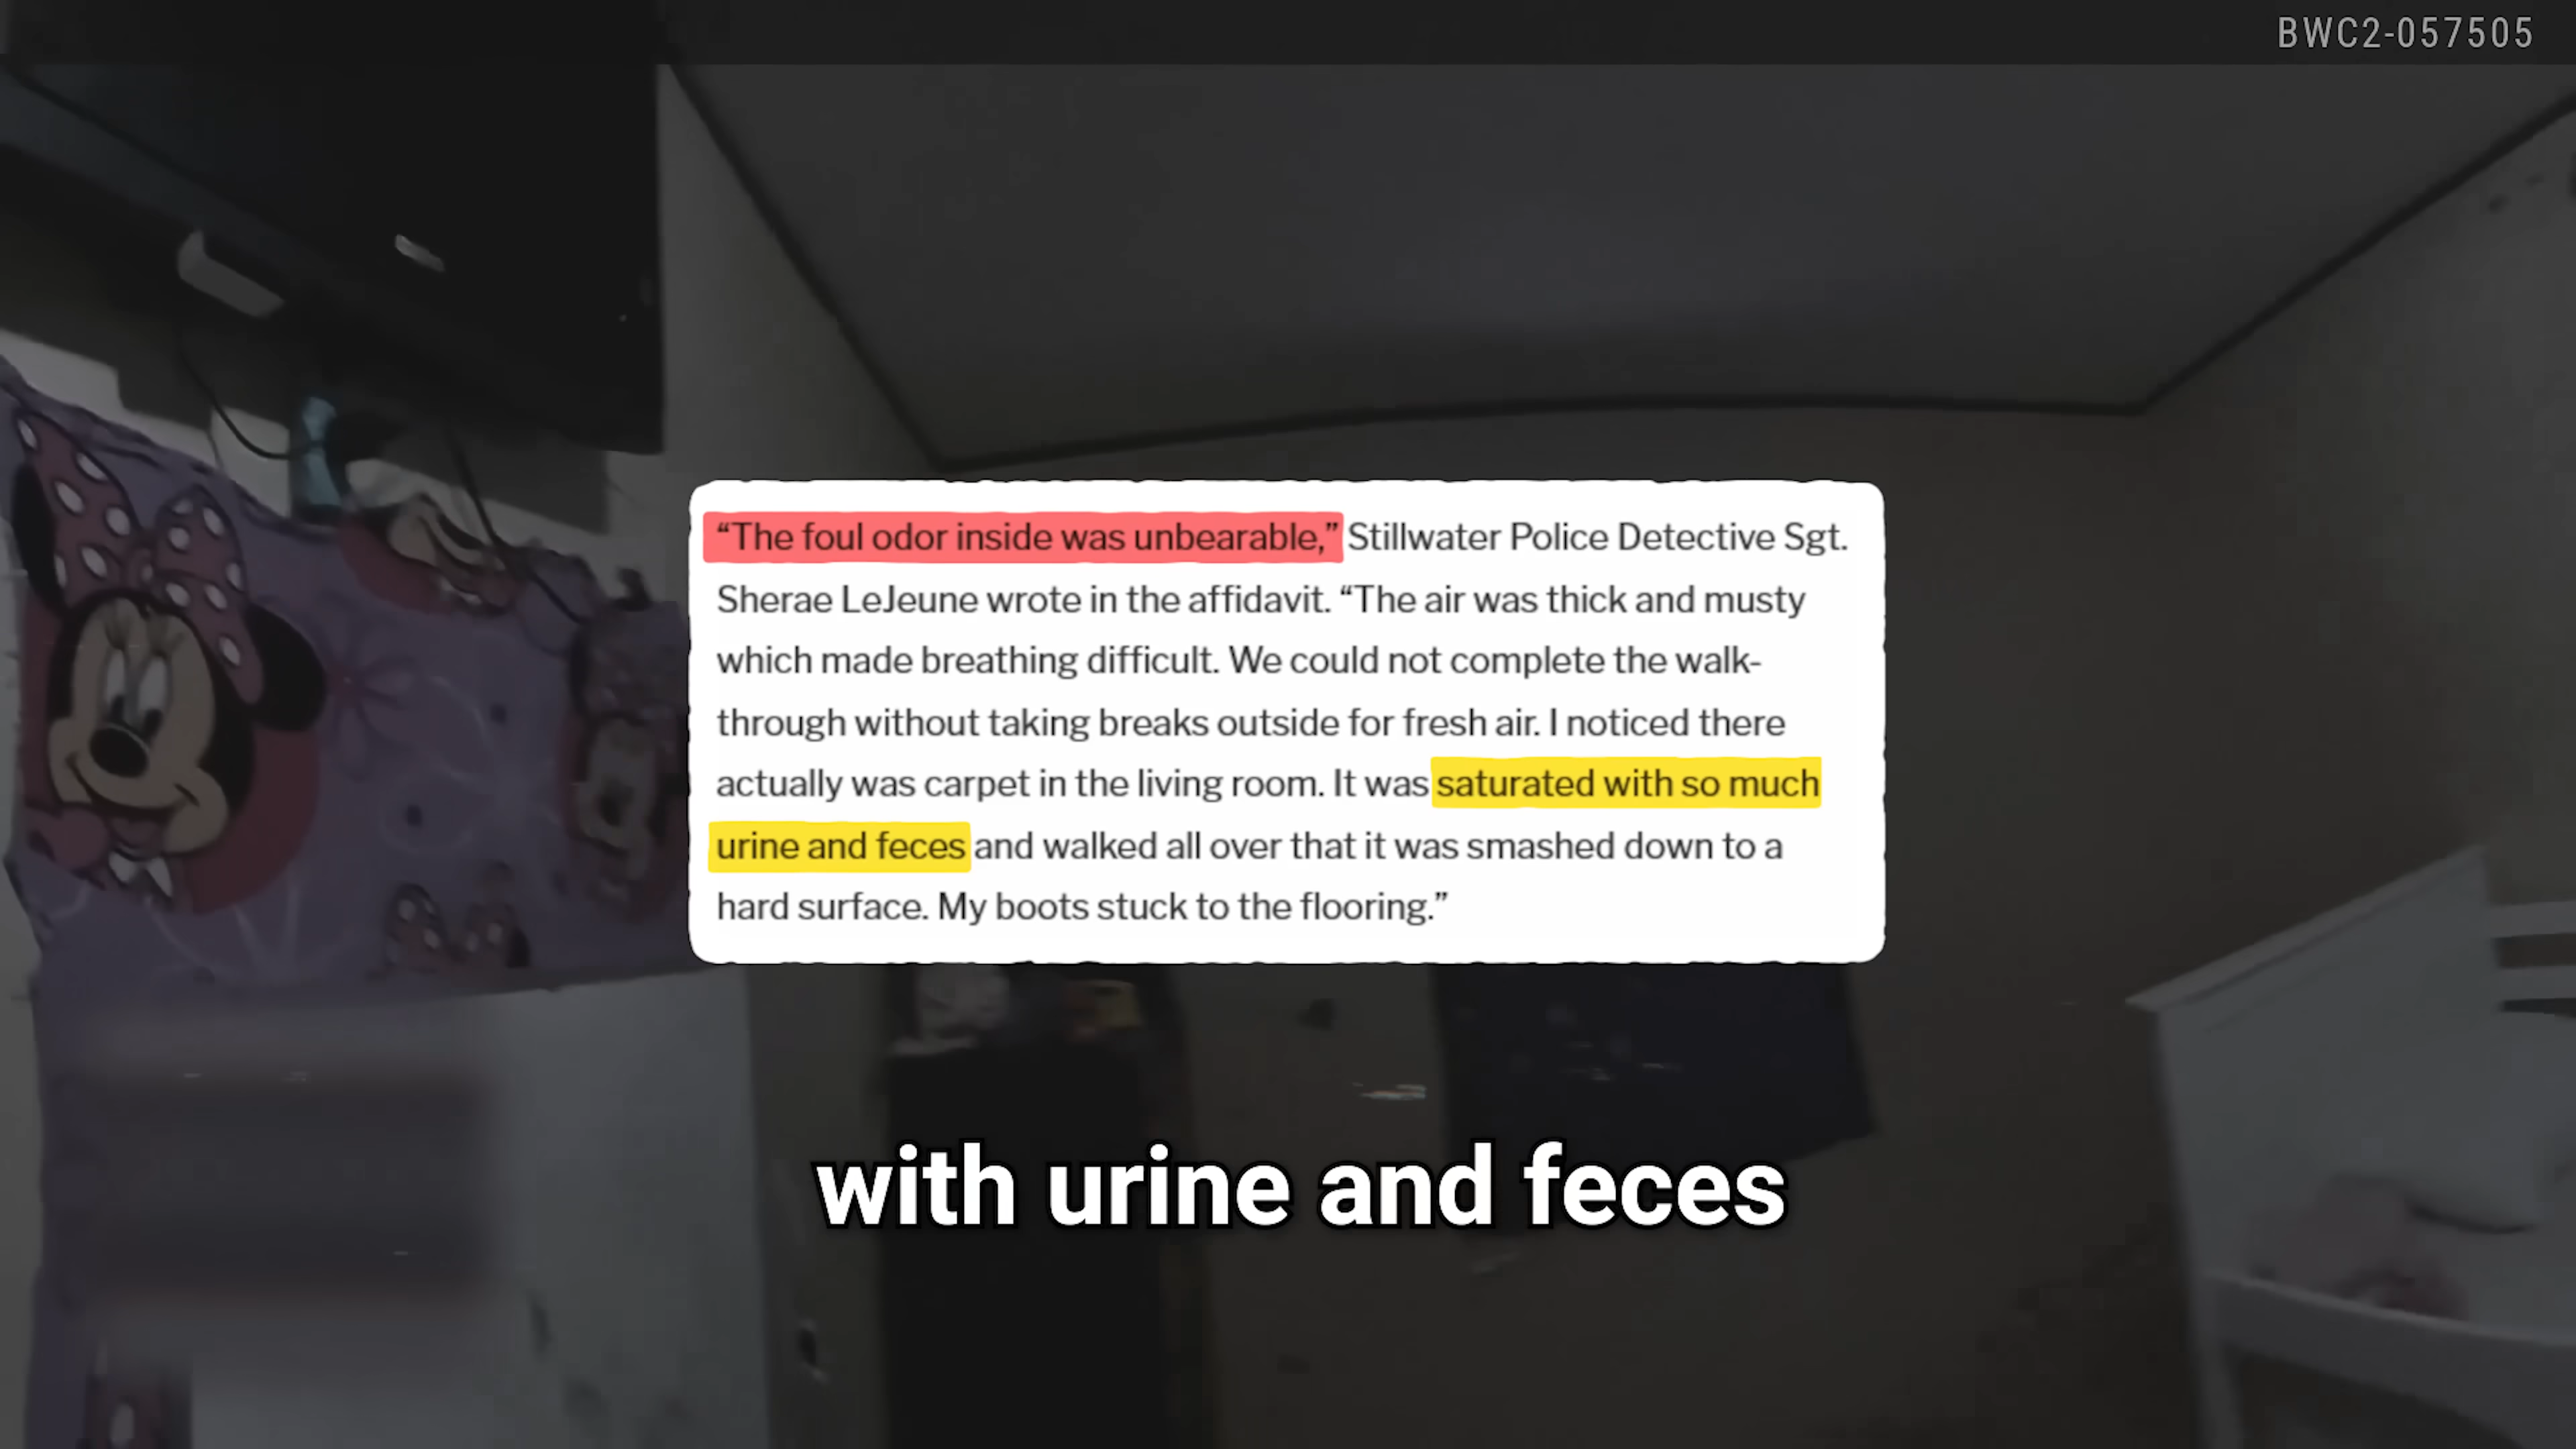 BWC2-057505
“The foul odor inside was unbearable,” Stillwater Police Detective Sgt.
Sherae LeJeune wrote in the affidavit. “The air was thick and musty
which made breathing difficult. We could not complete the walk-
through without taking breaks outside for fresh air. I noticed there
actually was carpet in the living room. It was saturated with so much
urine and feces and walked all over that it was smashed down to a
hard surface. My boots stuck to the flooring.”
with urine and feces